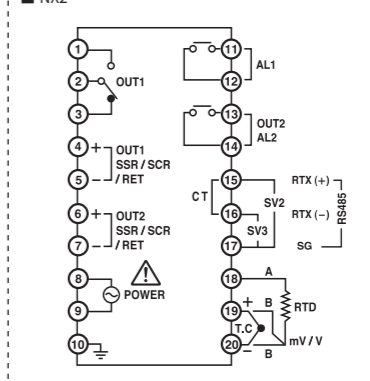 ■ NX2
1
2
3
OUT1
4
5
+
–
OUT1
SSR / SCR
/ RET
6
7
+
–
OUT2
SSR / SCR
/ RET
8
9
POWER
10
11
12
AL1
13
14
OUT2
AL2
15
16
17
CT
SV2
SV3
RTX (+)
RTX (–)
SG
RS485
18
19
20
A
B
B
+
–
T.C
RTD
mV / V